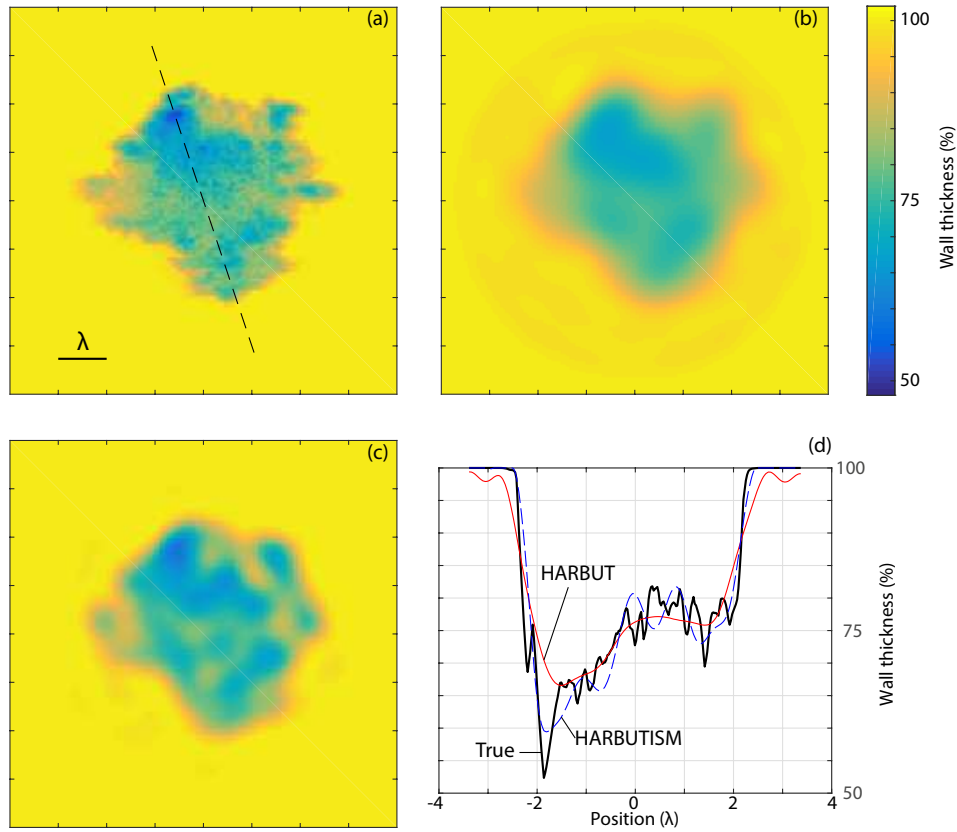 (a)
λ
(b)
100
75
50
Wall thickness (%)
(c)
(d)
100
75
50
Wall thickness (%)
HARBUT
HARBUTISM
True
-4
-2
0
2
4
Position (λ)